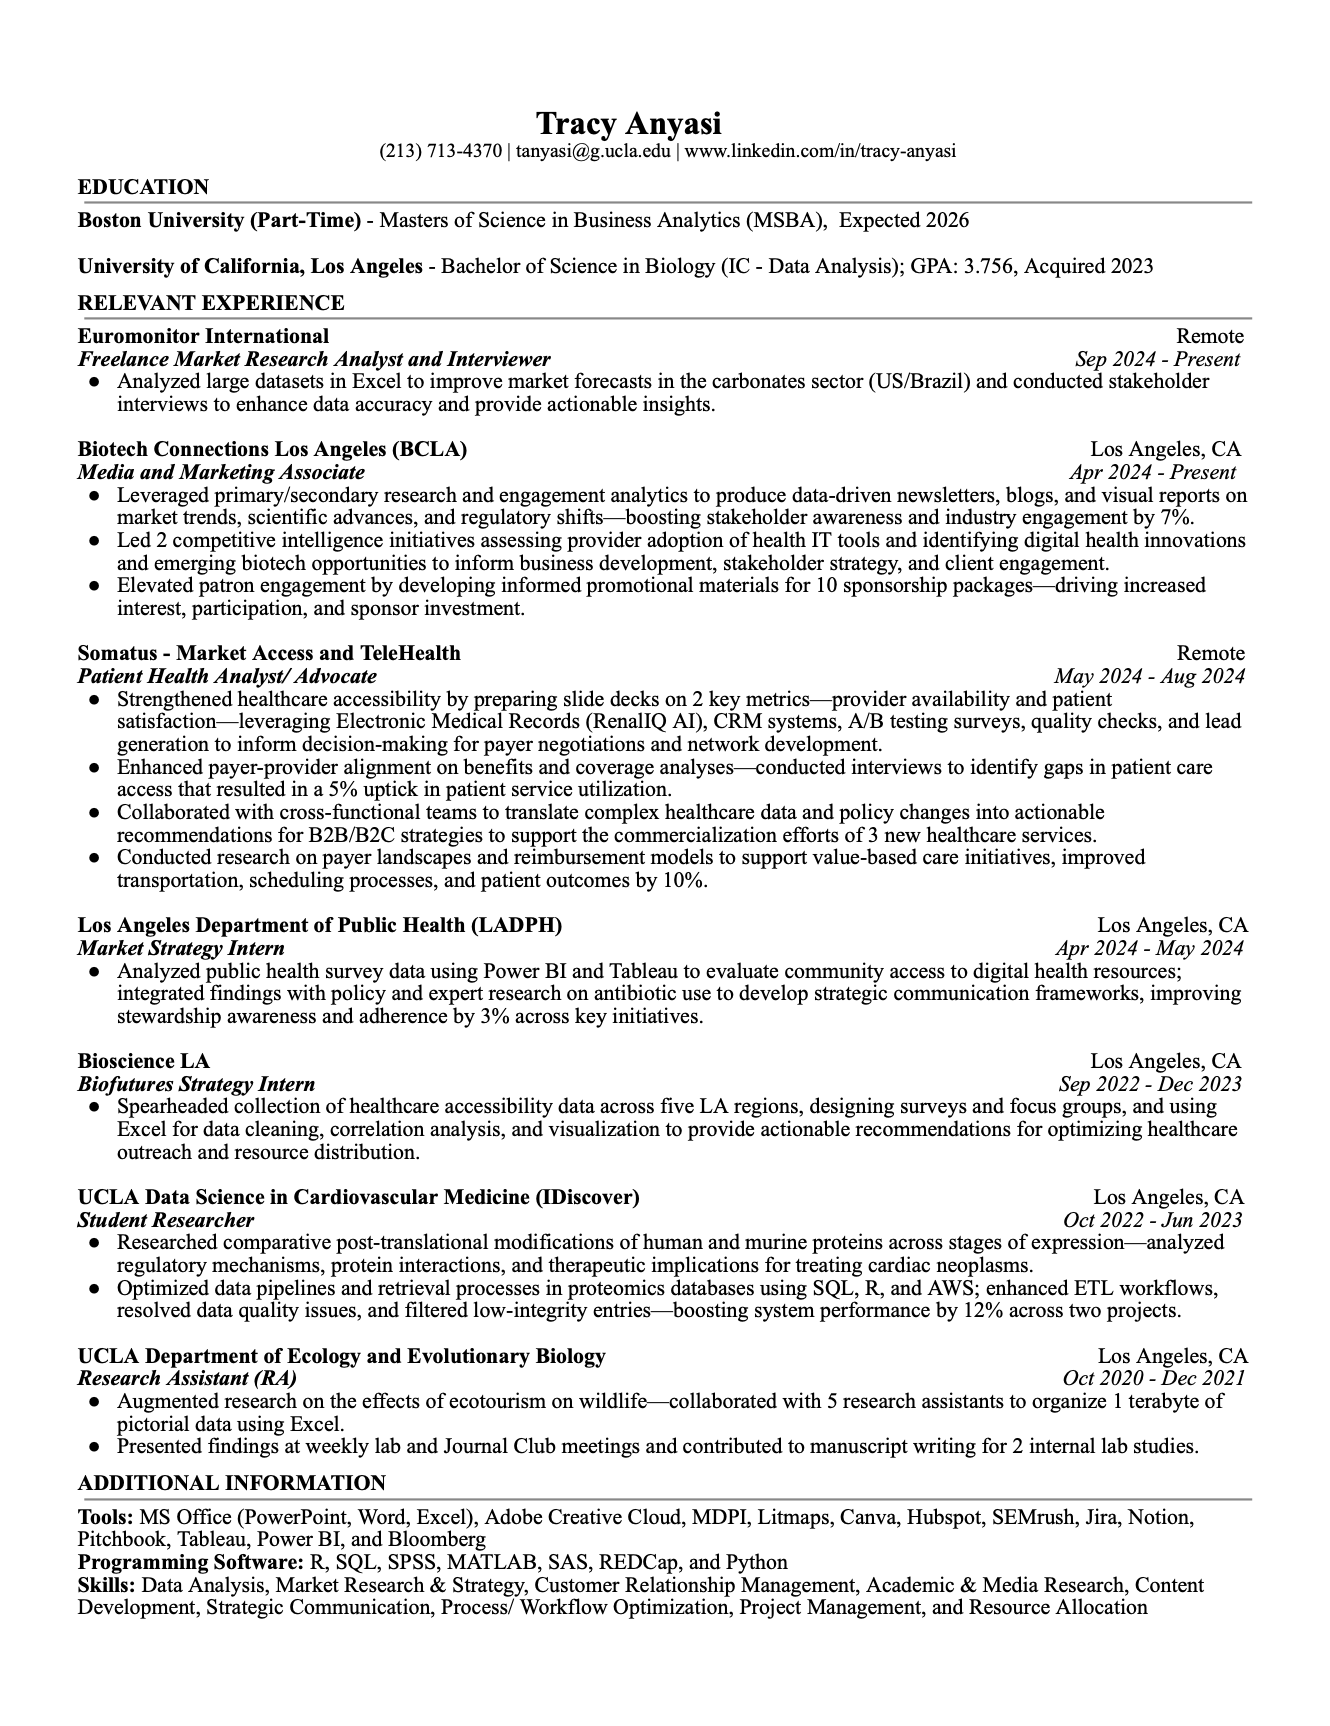 Tracy Anyasi
(213) 713-4370 | tanyasi@g.ucla.edu | www.linkedin.com/in/tracy-anyasi
EDUCATION
Boston University (Part-Time) - Masters of Science in Business Analytics (MSBA),  Expected 2026
University of California, Los Angeles - Bachelor of Science in Biology (IC - Data Analysis); GPA: 3.756, Acquired 2023
RELEVANT EXPERIENCE
Euromonitor International Remote
Freelance Market Research Analyst and Interviewer Sep 2024 - Present
● Analyzed large datasets in Excel to improve market forecasts in the carbonates sector (US/Brazil) and conducted stakeholder
interviews to enhance data accuracy and provide actionable insights.
Biotech Connections Los Angeles (BCLA) Los Angeles, CA
Media and Marketing Associate Apr 2024 - Present
● Leveraged primary/secondary research and engagement analytics to produce data-driven newsletters, blogs, and visual reports on
market trends, scientific advances, and regulatory shifts—boosting stakeholder awareness and industry engagement by 7%.
● Led 2 competitive intelligence initiatives assessing provider adoption of health IT tools and identifying digital health innovations
and emerging biotech opportunities to inform business development, stakeholder strategy, and client engagement.
● Elevated patron engagement by developing informed promotional materials for 10 sponsorship packages—driving increased
interest, participation, and sponsor investment.
Somatus - Market Access and TeleHealth Remote
Patient Health Analyst/ Advocate May 2024 - Aug 2024
● Strengthened healthcare accessibility by preparing slide decks on 2 key metrics—provider availability and patient
satisfaction—leveraging Electronic Medical Records (RenalIQ AI), CRM systems, A/B testing surveys, quality checks, and lead
generation to inform decision-making for payer negotiations and network development.
● Enhanced payer-provider alignment on benefits and coverage analyses—conducted interviews to identify gaps in patient care
access that resulted in a 5% uptick in patient service utilization.
● Collaborated with cross-functional teams to translate complex healthcare data and policy changes into actionable
recommendations for B2B/B2C strategies to support the commercialization efforts of 3 new healthcare services.
● Conducted research on payer landscapes and reimbursement models to support value-based care initiatives, improved
transportation, scheduling processes, and patient outcomes by 10%.
Los Angeles Department of Public Health (LADPH) Los Angeles, CA
Market Strategy Intern Apr 2024 - May 2024
● Analyzed public health survey data using Power BI and Tableau to evaluate community access to digital health resources;
integrated findings with policy and expert research on antibiotic use to develop strategic communication frameworks, improving
stewardship awareness and adherence by 3% across key initiatives.
Bioscience LA Los Angeles, CA
Biofutures Strategy Intern Sep 2022 - Dec 2023
● Spearheaded collection of healthcare accessibility data across five LA regions, designing surveys and focus groups, and using
Excel for data cleaning, correlation analysis, and visualization to provide actionable recommendations for optimizing healthcare
outreach and resource distribution.
UCLA Data Science in Cardiovascular Medicine (IDiscover) Los Angeles, CA
Student Researcher Oct 2022 - Jun 2023
● Researched comparative post-translational modifications of human and murine proteins across stages of expression—analyzed
regulatory mechanisms, protein interactions, and therapeutic implications for treating cardiac neoplasms.
● Optimized data pipelines and retrieval processes in proteomics databases using SQL, R, and AWS; enhanced ETL workflows,
resolved data quality issues, and filtered low-integrity entries—boosting system performance by 12% across two projects.
UCLA Department of Ecology and Evolutionary Biology Los Angeles, CA
Research Assistant (RA) Oct 2020 - Dec 2021
● Augmented research on the effects of ecotourism on wildlife—collaborated with 5 research assistants to organize 1 terabyte of
pictorial data using Excel.
● Presented findings at weekly lab and Journal Club meetings and contributed to manuscript writing for 2 internal lab studies.
ADDITIONAL INFORMATION
Tools: MS Office (PowerPoint, Word, Excel), Adobe Creative Cloud, MDPI, Litmaps, Canva, Hubspot, SEMrush, Jira, Notion,
Pitchbook, Tableau, Power BI, and Bloomberg
Programming Software: R, SQL, SPSS, MATLAB, SAS, REDCap, and Python
Skills: Data Analysis, Market Research & Strategy, Customer Relationship Management, Academic & Media Research, Content
Development, Strategic Communication, Process/ Workflow Optimization, Project Management, and Resource Allocation